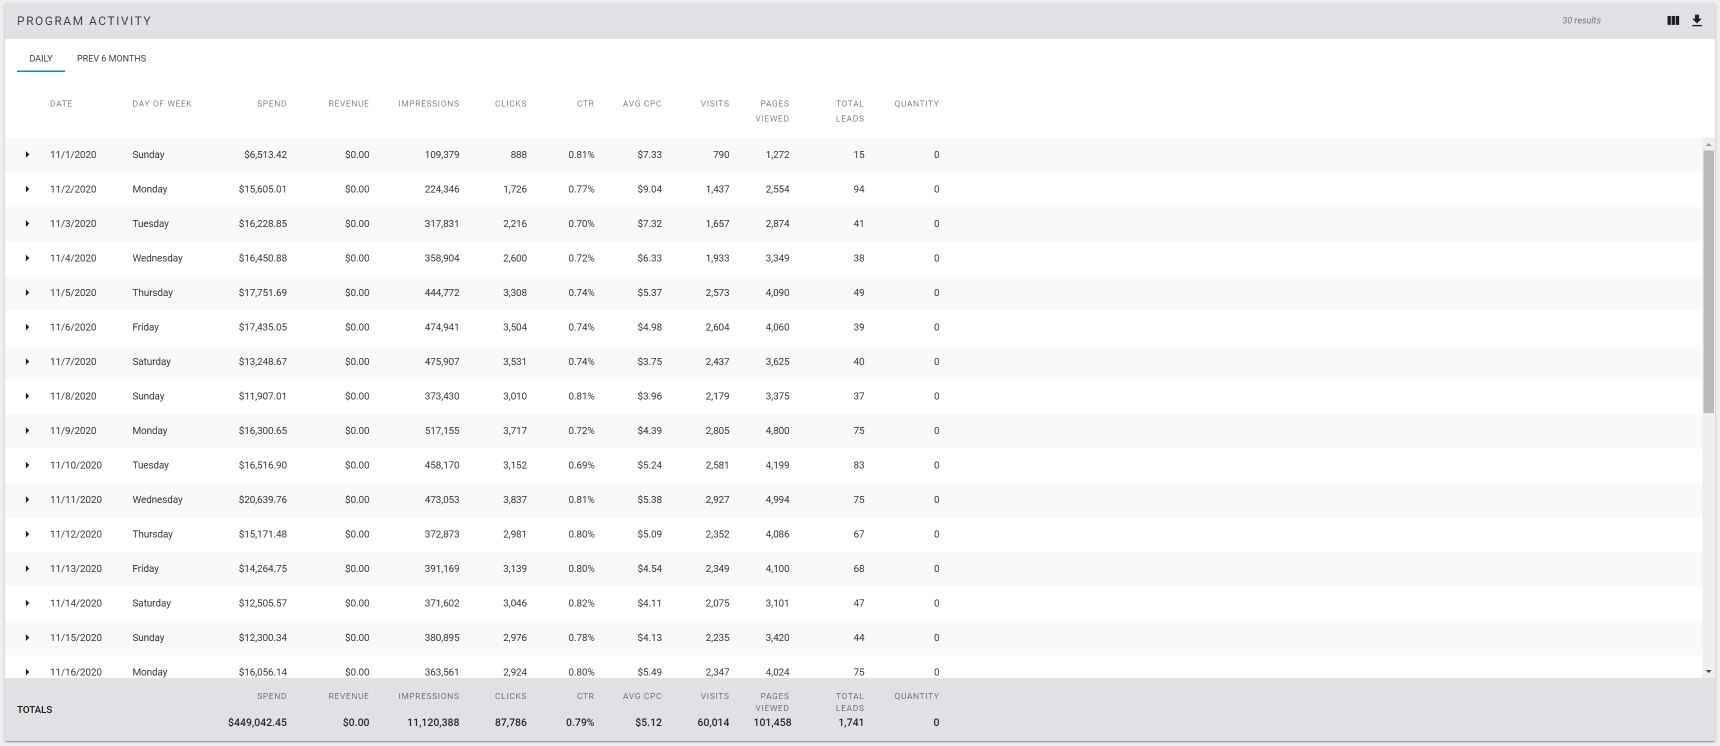 PROGRAM ACTIVITY 30 results
DAILY PREV 6 MONTHS
DATE DAY OF WEEK SPEND REVENUE IMPRESSIONS CLICKS CTR AVG CPC VISITS PAGES VIEWED TOTAL LEADS QUANTITY
11/1/2020 Sunday $6,513.42 $0.00 109,379 888 0.81% $7.33 790 1,272 15 0
11/2/2020 Monday $15,605.01 $0.00 224,346 1,726 0.77% $9.04 1,437 2,554 94 0
11/3/2020 Tuesday $16,228.85 $0.00 317,831 2,216 0.70% $7.32 1,657 2,874 41 0
11/4/2020 Wednesday $16,450.88 $0.00 358,904 2,600 0.72% $6.33 1,933 3,349 38 0
11/5/2020 Thursday $17,751.69 $0.00 444,772 3,308 0.74% $5.37 2,573 4,090 49 0
11/6/2020 Friday $17,435.05 $0.00 474,941 3,504 0.74% $4.98 2,604 4,060 39 0
11/7/2020 Saturday $13,248.67 $0.00 475,907 3,531 0.74% $3.75 2,437 3,625 40 0
11/8/2020 Sunday $11,907.01 $0.00 373,430 3,010 0.81% $3.96 2,179 3,375 37 0
11/9/2020 Monday $16,300.65 $0.00 517,155 3,717 0.72% $4.39 2,805 4,800 75 0
11/10/2020 Tuesday $16,516.90 $0.00 458,170 3,152 0.69% $5.24 2,581 4,199 83 0
11/11/2020 Wednesday $20,639.76 $0.00 473,053 3,837 0.81% $5.38 2,927 4,994 75 0
11/12/2020 Thursday $15,171.48 $0.00 372,873 2,981 0.80% $5.09 2,352 4,086 67 0
11/13/2020 Friday $14,264.75 $0.00 391,169 3,139 0.80% $4.54 2,349 4,100 68 0
11/14/2020 Saturday $12,505.57 $0.00 371,602 3,046 0.82% $4.11 2,075 3,101 47 0
11/15/2020 Sunday $12,300.34 $0.00 380,895 2,976 0.78% $4.13 2,235 3,420 44 0
11/16/2020 Monday $16,056.14 $0.00 363,561 2,924 0.80% $5.49 2,347 4,024 75 0
SPEND REVENUE IMPRESSIONS CLICKS CTR AVG CPC VISITS PAGES VIEWED TOTAL LEADS QUANTITY
TOTALS $449,042.45 $0.00 11,120,388 87,786 0.79% $5.12 60,014 101,458 1,741 0